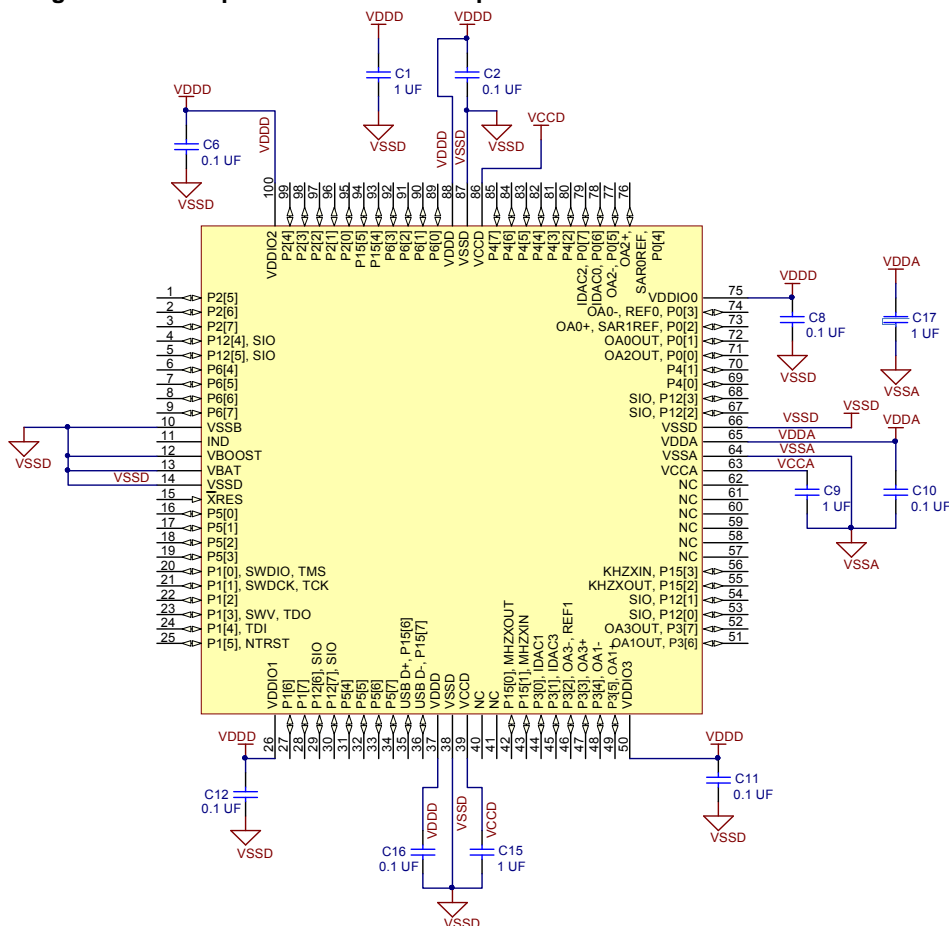 VDDD
C1
1 UF
VSSD
VDDD
C2
0.1 UF
VSSD
VDDD
VSSD
VCCD
VDDD
C6
0.1 UF
VSSD
VDDD
100 99 98 97 96 95 94 93 92 91 90 89 88 87 86 85 84 83 82 81 80 79 78 77 76
VDDIO2
P2[4]
P2[3]
P2[2]
P2[1]
P2[0]
P15[5]
P15[4]
P6[3]
P6[2]
P6[1]
P6[0]
VDDD
VSSD
VCCD
P4[7]
P4[6]
P4[5]
P4[4]
P4[3]
P4[2]
IDAC2, P0[7]
IDAC0, P0[6]
OA2-, P0[5]
OA2+,
SAR0REF,
P0[4]
1 P2[5]
2 P2[6]
3 P2[7]
4 P12[4], SIO
5 P12[5], SIO
6 P6[4]
7 P6[5]
8 P6[6]
9 P6[7]
10 VSSB
11 IND
12 VBOOST
13 VBAT
14 VSSD
15 XRES
16 P5[0]
17 P5[1]
18 P5[2]
19 P5[3]
20 P1[0], SWDIO, TMS
21 P1[1], SWDCK, TCK
22 P1[2]
23 P1[3], SWV, TDO
24 P1[4], TDI
25 P1[5], NTRST
VSSD
VSSD
VDDIO0 75
OA0-, REF0, P0[3] 74
OA0+, SAR1REF, P0[2] 73
OA0OUT, P0[1] 72
OA2OUT, P0[0] 71
P4[1] 70
P4[0] 69
SIO, P12[3] 68
SIO, P12[2] 67
VSSD 66
VDDA 65
VSSA 64
VCCA 63
NC 62
NC 61
NC 60
NC 59
NC 58
NC 57
KHZXIN, P15[3] 56
KHZXOUT, P15[2] 55
SIO, P12[1] 54
SIO, P12[0] 53
OA3OUT, P3[7] 52
OA1OUT, P3[6] 51
VDDD
C8
0.1 UF
VSSD
VDDA
C17
1 UF
VSSA
VSSD
VSSD
VDDA
VDDA
VSSA
VCCA
C9
1 UF
C10
0.1 UF
VSSA
VDDIO1
P1[6]
P1[7]
P12[6], SIO
P12[7], SIO
P5[4]
P5[5]
P5[6]
P5[7]
USB D+, P15[6]
USB D-, P15[7]
VDDD
VSSD
VCCD
NC
NC
P15[0], MHZXOUT
P15[1], MHZXIN
P3[0], IDAC1
P3[1], IDAC3
P3[2], OA3-, REF1
P3[3], OA3+
P3[4], OA1-
P3[5], OA1+
VDDIO3
26 27 28 29 30 31 32 33 34 35 36 37 38 39 40 41 42 43 44 45 46 47 48 49 50
VDDD
C12
0.1 UF
VSSD
VDDD
VSSD
VCCD
C16
0.1 UF
C15
1 UF
VSSD
VDDD
C11
0.1 UF
VSSD